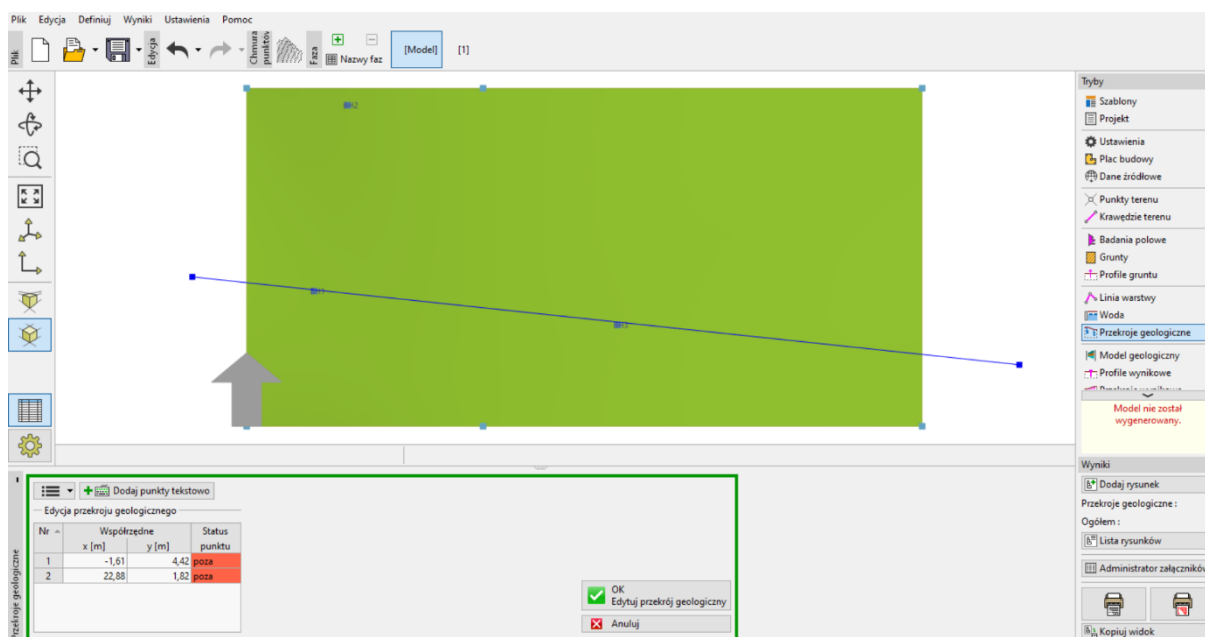 Plik Edycja Definiuj Wyniki Ustawienia Pomoc
Plik
Edycja
Chmura punktów
Faza
Nazwy faz
[Model] [1]
Tryby
Szablony
Projekt
Ustawienia
Plac budowy
Dane źródłowe
Punkty terenu
Krawędzie terenu
Badania polowe
Grunty
Profile gruntu
Linia warstwy
Woda
Przekroje geologiczne
Model geologiczny
Profile wynikowe
Model nie został
wygenerowany.
Wyniki
Dodaj rysunek
Przekroje geologiczne :
Ogółem :
Lista rysunków
Administrator załączników
Kopiuj widok
Przekroje geologiczne
Dodaj punkty tekstowo
Edycja przekroju geologicznego
Nr Współrzędne Status
x [m] y [m] punktu
1 -1,61 4,42 poza
2 22,88 1,82 poza
OK
Edytuj przekrój geologiczny
Anuluj